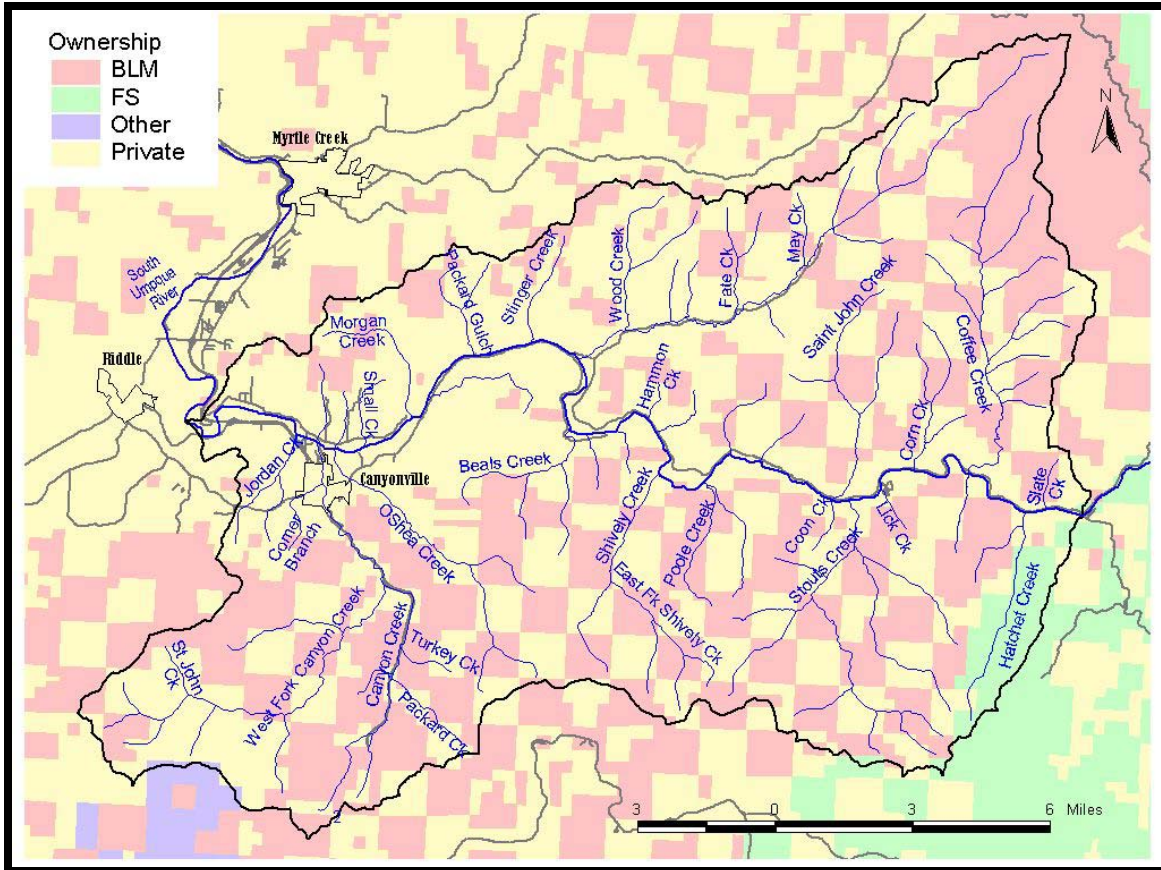 Ownership
BLM
FS
Other
Private
Myrtle Creek
N
South
Umpqua
River
Riddle
Packard Gulch
Stinger Creek
Wood Creek
Fate Ck
May Ck
Saint John Creek
Coffee Creek
Morgan
Creek
Small Ck
Hammon
Ck
Corn Ck
Slate
Ck
Jordan Ck
Canyonville
Beals Creek
Corner
Branch
OShea Creek
Shively Creek
Poole Creek
Coon Ck
Stouts Creek
Lick Ck
East Fk Shively Ck
Hatchet Creek
St John
Ck
West Fork Canyon Creek
Canyon Creek
Turkey Ck
Packard Ck
3 0 3 6 Miles